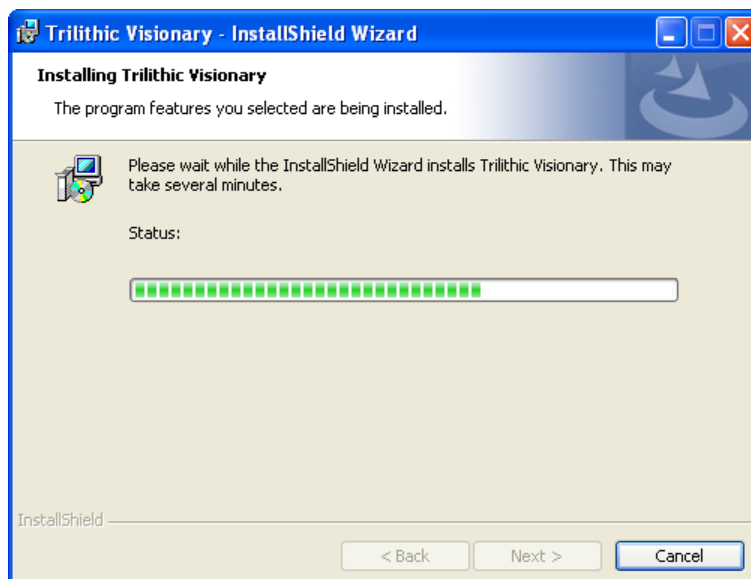 Trilithic Visionary - InstallShield Wizard
Installing Trilithic Visionary
The program features you selected are being installed.
Please wait while the InstallShield Wizard installs Trilithic Visionary. This may
take several minutes.
Status:
InstallShield
< Back
Next >
Cancel